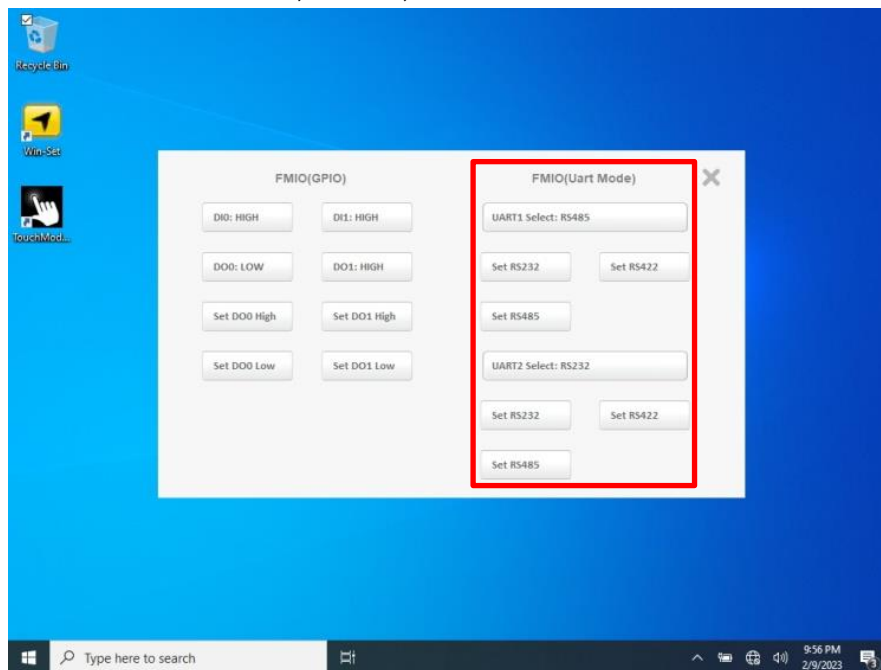 Recycle Bin
Win-Set
TouchMod...
FMIO(GPIO)
DI0: HIGH
DI1: HIGH
DO0: LOW
DO1: HIGH
Set DO0 High
Set DO1 High
Set DO0 Low
Set DO1 Low
FMIO(Uart Mode)
UART1 Select: RS485
Set RS232
Set RS422
Set RS485
UART2 Select: RS232
Set RS232
Set RS422
Set RS485
Type here to search
9:56 PM
2/9/2023
3